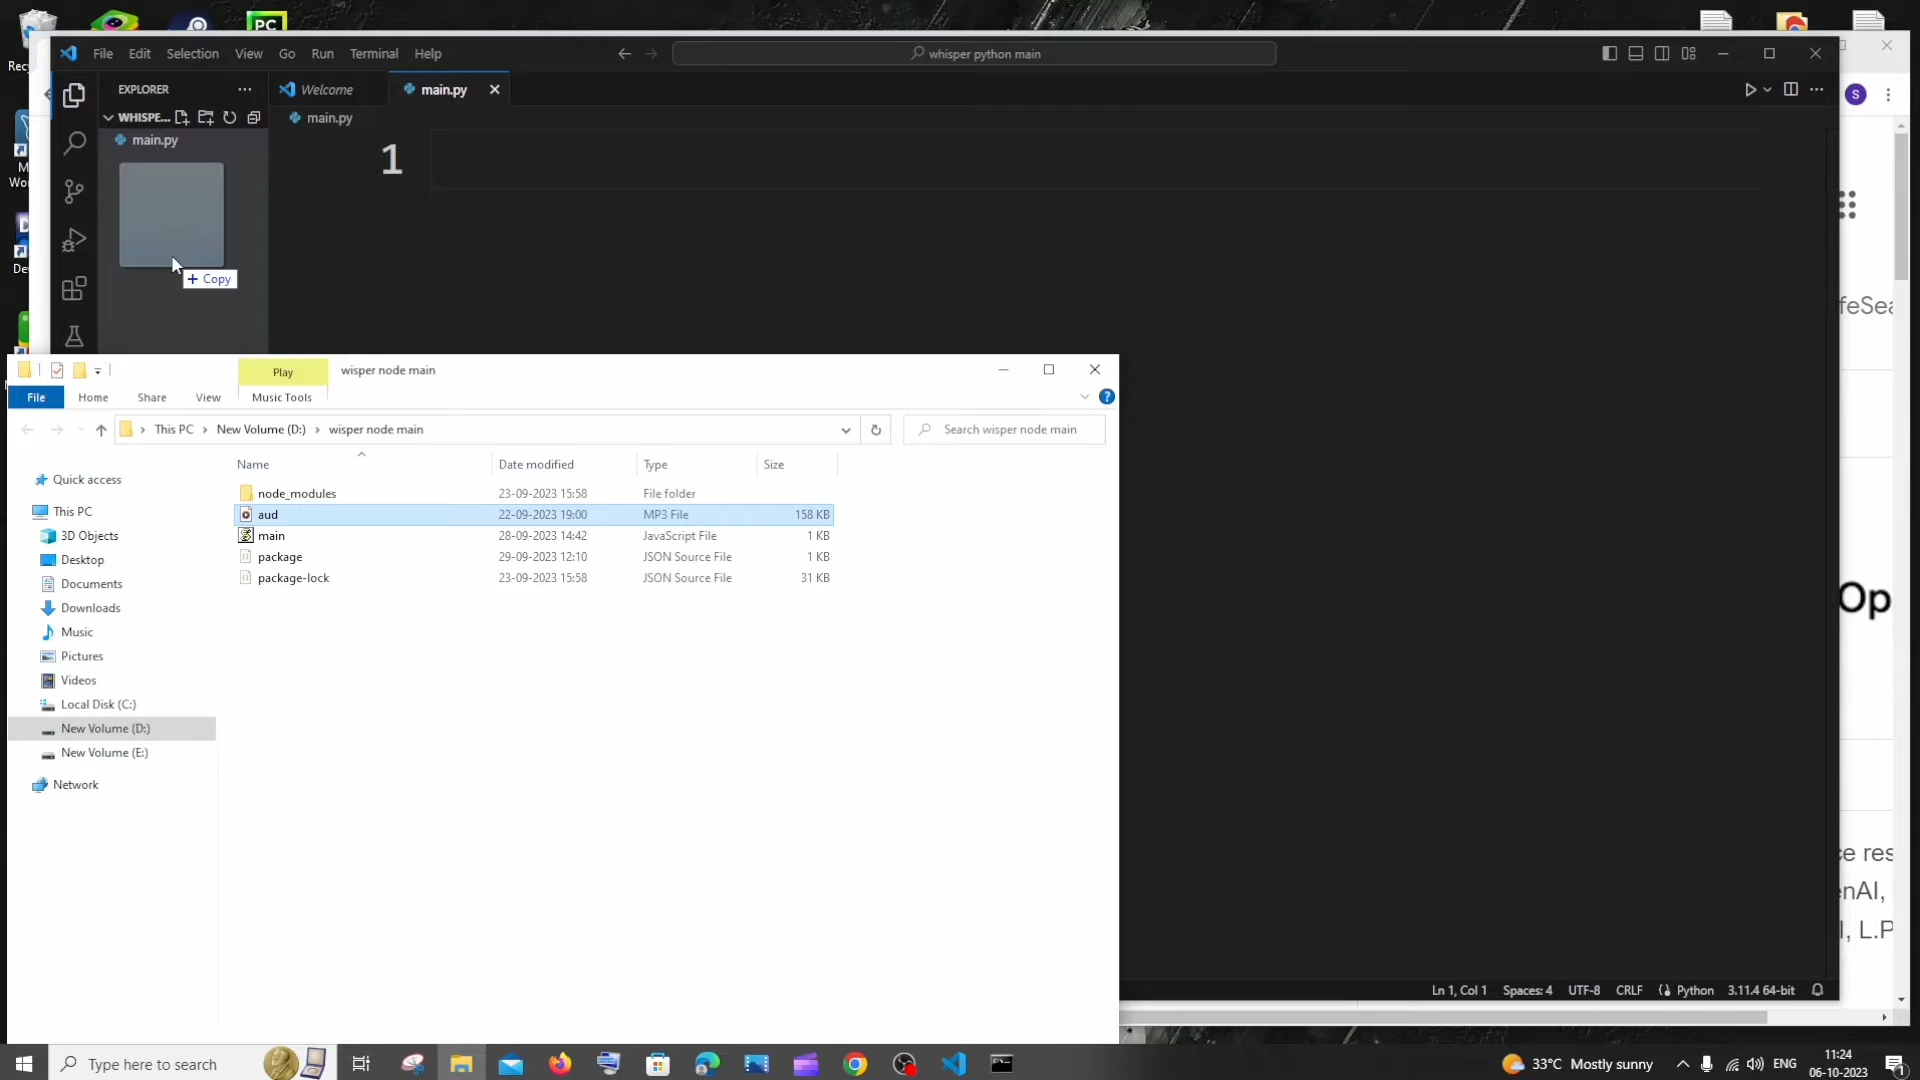 PC
Recy
File Edit Selection View Go Run Terminal Help
whisper python main
EXPLORER
Welcome
main.py
S
WHISPE...
main.py
main.py
1
M
Wor
De
Copy
feSea
Play
wisper node main
File
Home
Share
View
Music Tools
This PC
New Volume (D:)
wisper node main
Search wisper node main
Name
Date modified
Type
Size
Quick access
This PC
3D Objects
Desktop
Documents
Downloads
Music
Pictures
Videos
Local Disk (C:)
New Volume (D:)
New Volume (E:)
Network
node_modules 23-09-2023 15:58 File folder
aud 22-09-2023 19:00 MP3 File 158 KB
main 28-09-2023 14:42 JavaScript File 1 KB
package 29-09-2023 12:10 JSON Source File 1 KB
package-lock 23-09-2023 15:58 JSON Source File 31 KB
Op
ce res
enAI,
I, L.P
Ln 1, Col 1 Spaces: 4 UTF-8 CRLF Python 3.11.4 64-bit
Type here to search
33°C Mostly sunny
ENG
11:24
06-10-2023
1